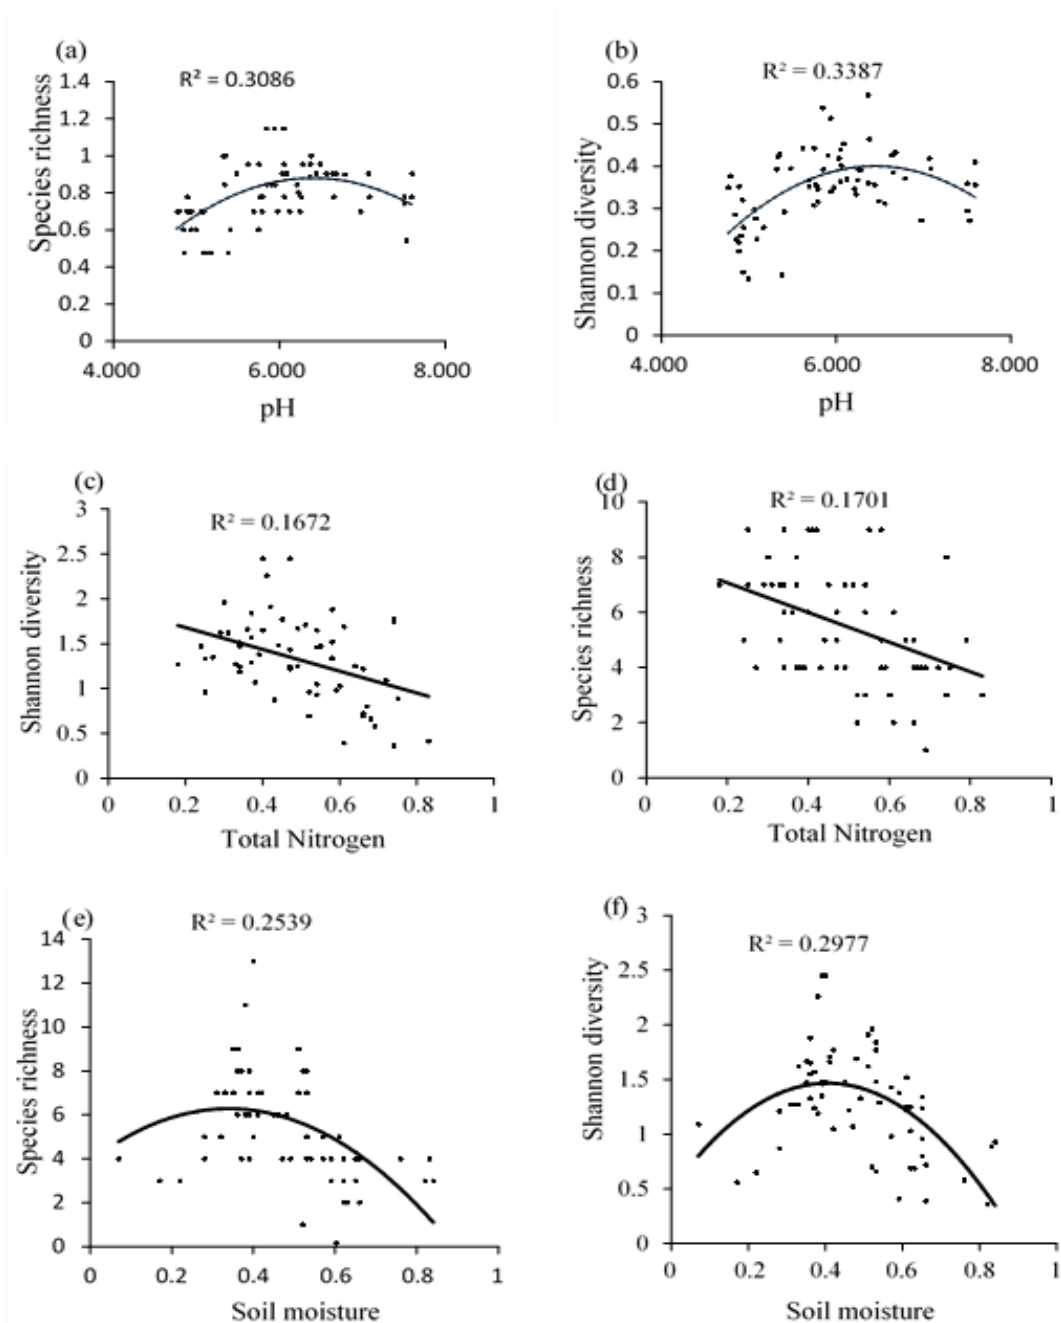 (a)
R² = 0.3086
Species richness
1.4
1.2
1
0.8
0.6
0.4
0.2
0
4.000 6.000 8.000
pH
(b)
R² = 0.3387
Shannon diversity
0.6
0.5
0.4
0.3
0.2
0.1
0
4.000 6.000 8.000
pH
(c)
R² = 0.1672
Shannon diversity
3
2.5
2
1.5
1
0.5
0
0 0.2 0.4 0.6 0.8 1
Total Nitrogen
(d)
R² = 0.1701
Species richness
10
8
6
4
2
0
0 0.2 0.4 0.6 0.8 1
Total Nitrogen
(e)
R² = 0.2539
Species richness
14
12
10
8
6
4
2
0
0 0.2 0.4 0.6 0.8 1
Soil moisture
(f)
R² = 0.2977
Shannon diversity
3
2.5
2
1.5
1
0.5
0
0 0.2 0.4 0.6 0.8 1
Soil moisture